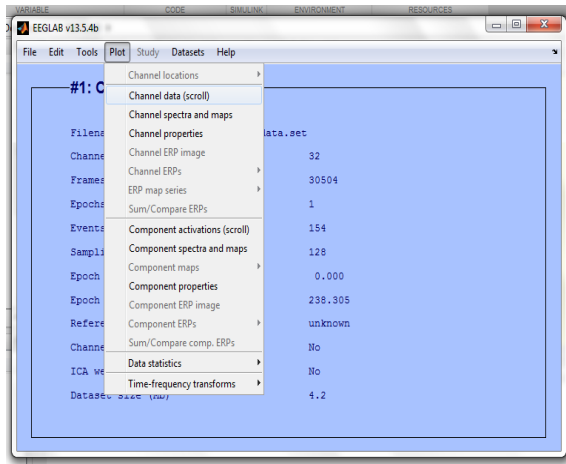 VARIABLE CODE SIMULINK ENVIRONMENT RESOURCES
EEGLAB v13.5.4b
File Edit Tools Plot Study Datasets Help
#1: C
Channel locations
Channel data (scroll)
Channel spectra and maps
Filena Channel properties data.set
Channe Channel ERP image 32
Channel ERPs
Frames 30504
ERP map series
Epochs Sum/Compare ERPs 1
Events Component activations (scroll) 154
Sampli Component spectra and maps 128
Component maps
Epoch 0.000
Component properties
Epoch Component ERP image 238.305
Refere Component ERPs unknown
Channe Sum/Compare comp. ERPs No
Data statistics
ICA we No
Time-frequency transforms
Dataset size (Mb) 4.2